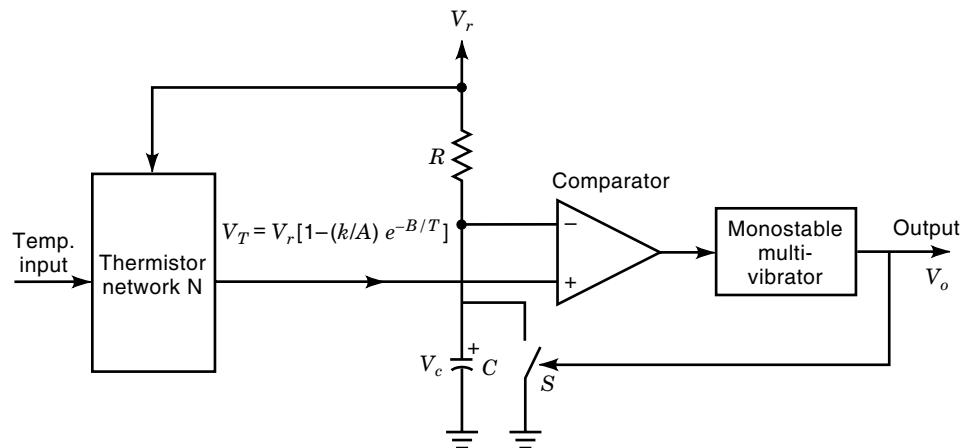 V_r
R
Comparator
Temp.
input
Thermistor
network N
V_T = V_r [1–(k/A) e^{–B/T}]
–
+
Monostable
multi-
vibrator
Output
V_o
V_c
+
C
S